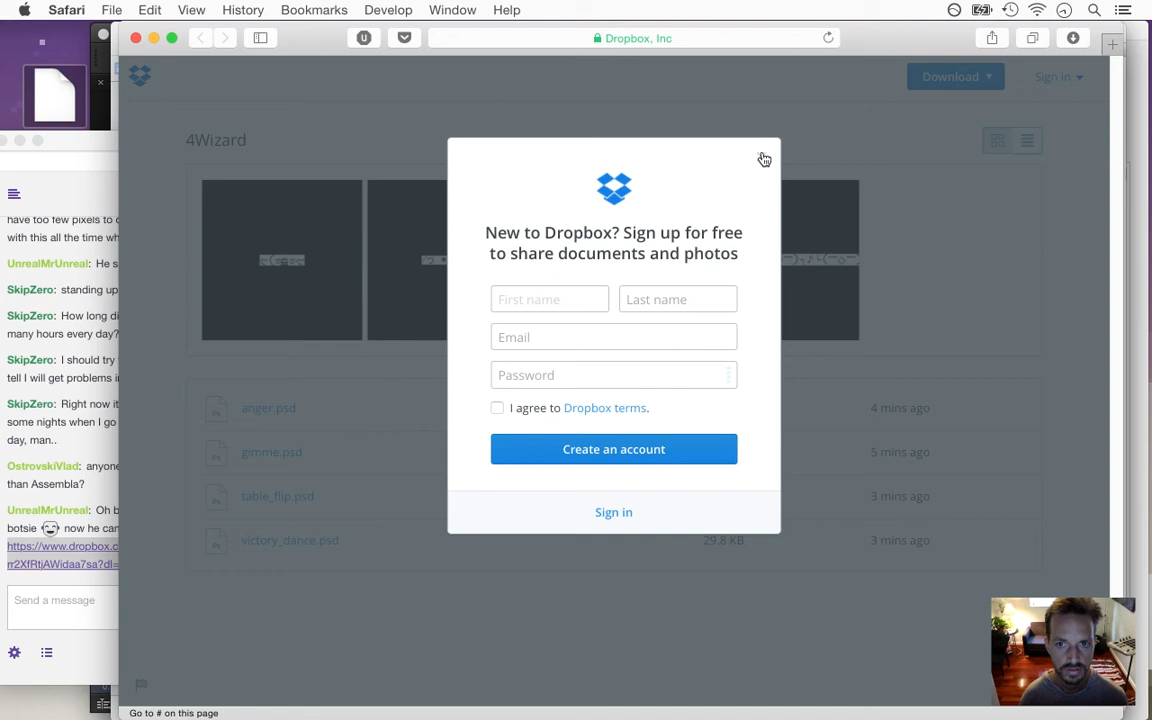 Safari File Edit View History Bookmarks Develop Window Help
Dropbox, Inc
Download
Sign in
4Wizard
have too few pixels to
with this all the time
UnrealMrUnreal: He s
SkipZero: standing up
SkipZero: How long
many hours every day?
SkipZero: I should try
tell I will get problems
SkipZero: Right now it
some nights when I go
day, man..
OstrovskiVlad: anyone
than Assembla?
UnrealMrUnreal: Oh
botsie now he can
https://www.dropbox.c
rr2XfRtjAWidaa7sa?dl=
Send a message
New to Dropbox? Sign up for free
to share documents and photos
First name Last name
Email
Password
I agree to Dropbox terms.
Create an account
Sign in
anger.psd 4 mins ago
gimme.psd 5 mins ago
table_flip.psd 3 mins ago
victory_dance.psd 29.8 KB 3 mins ago
Go to # on this page